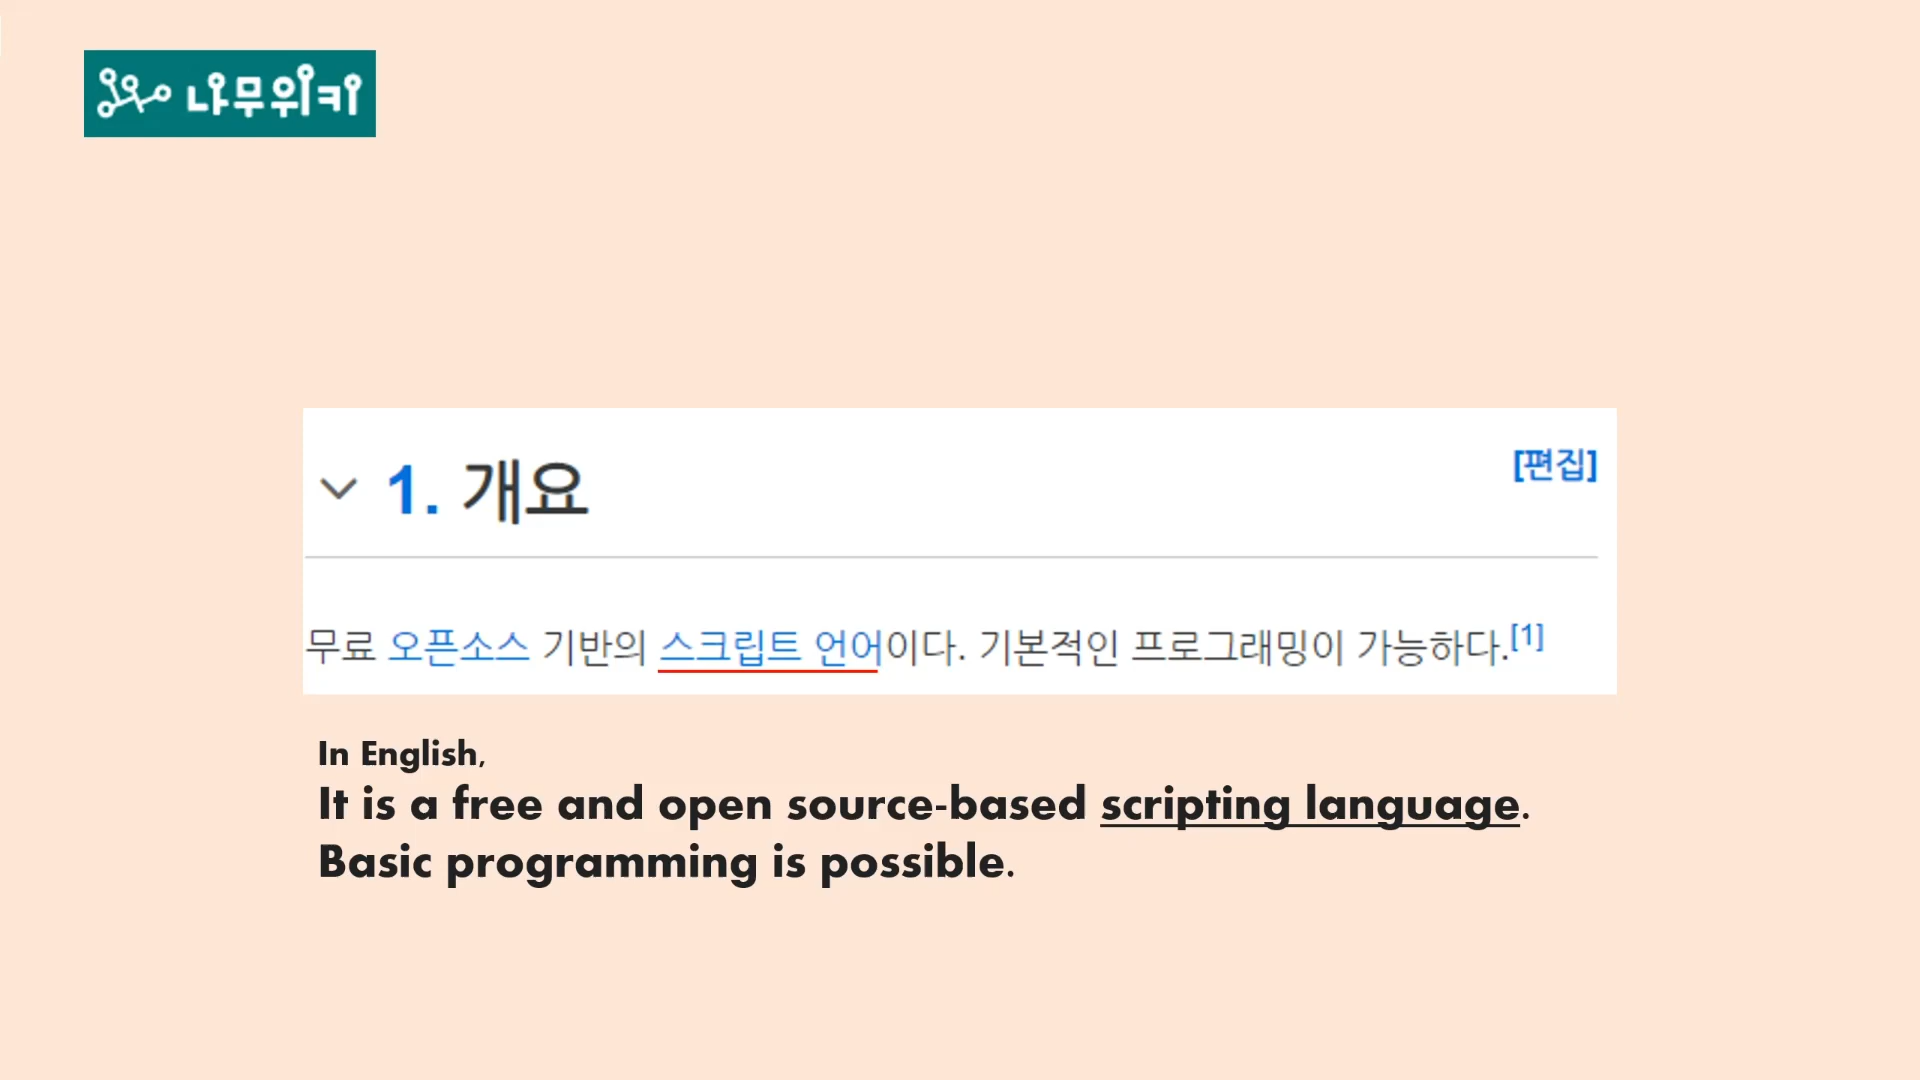 나무위키
1. 개요
[편집]
무료 오픈소스 기반의 스크립트 언어이다. 기본적인 프로그래밍이 가능하다.[1]
In English,
It is a free and open source-based scripting language.
Basic programming is possible.